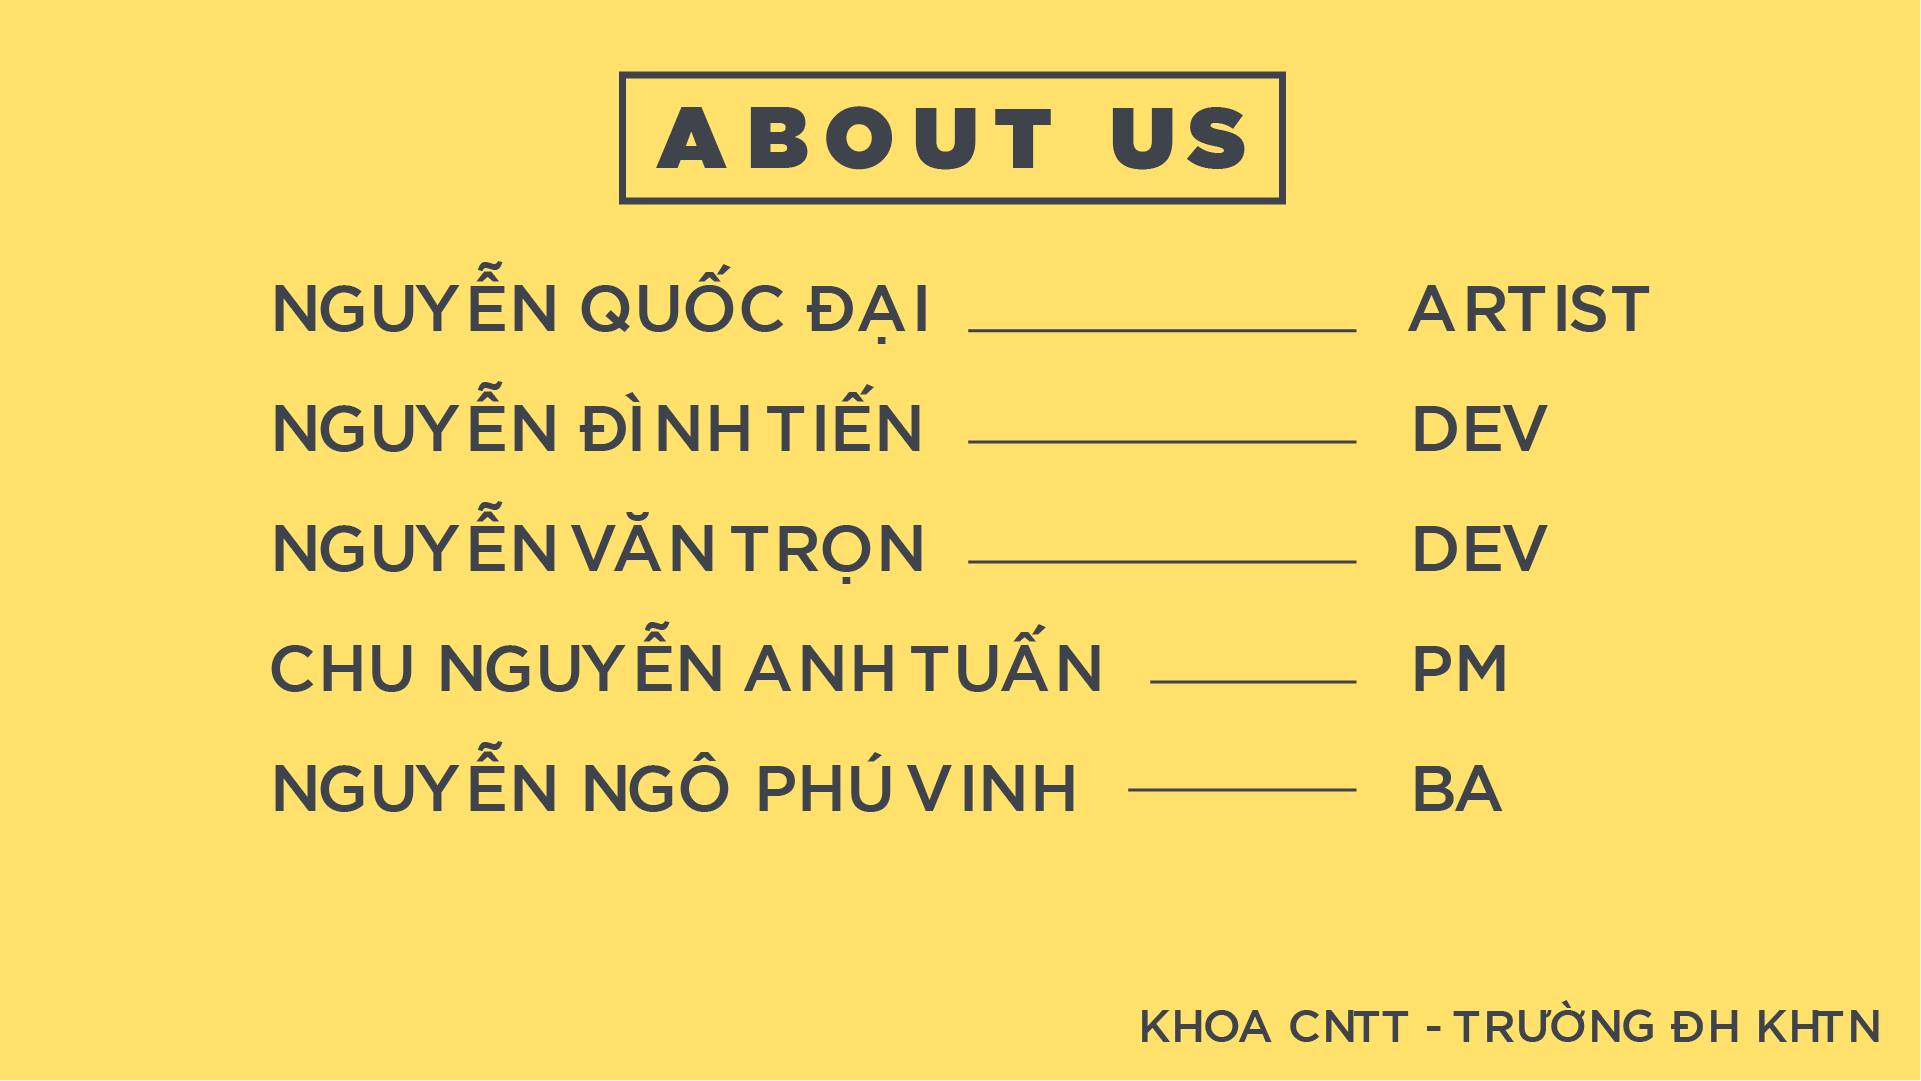 ABOUT US
NGUYỄN QUỐC ĐẠI ARTIST
NGUYỄN ĐÌNH TIẾN DEV
NGUYỄN VĂN TRỌN DEV
CHU NGUYỄN ANH TUẤN PM
NGUYỄN NGÔ PHÚ VINH BA
KHOA CNTT - TRƯỜNG ĐH KHTN